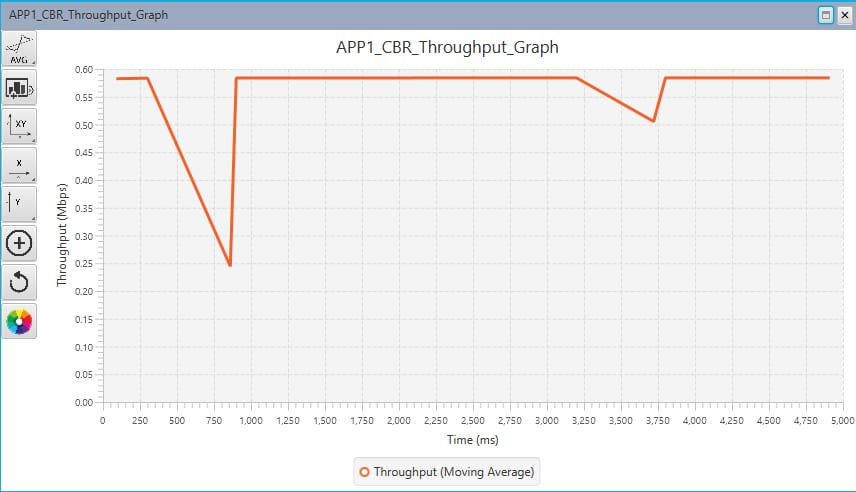 APP1_CBR_Throughput_Graph
APP1_CBR_Throughput_Graph
AVG
XY
X
Y
Throughput (Mbps)
0.60
0.55
0.50
0.45
0.40
0.35
0.30
0.25
0.20
0.15
0.10
0.05
0.00
0 250 500 750 1,000 1,250 1,500 1,750 2,000 2,250 2,500 2,750 3,000 3,250 3,500 3,750 4,000 4,250 4,500 4,750 5,000
Time (ms)
Throughput (Moving Average)